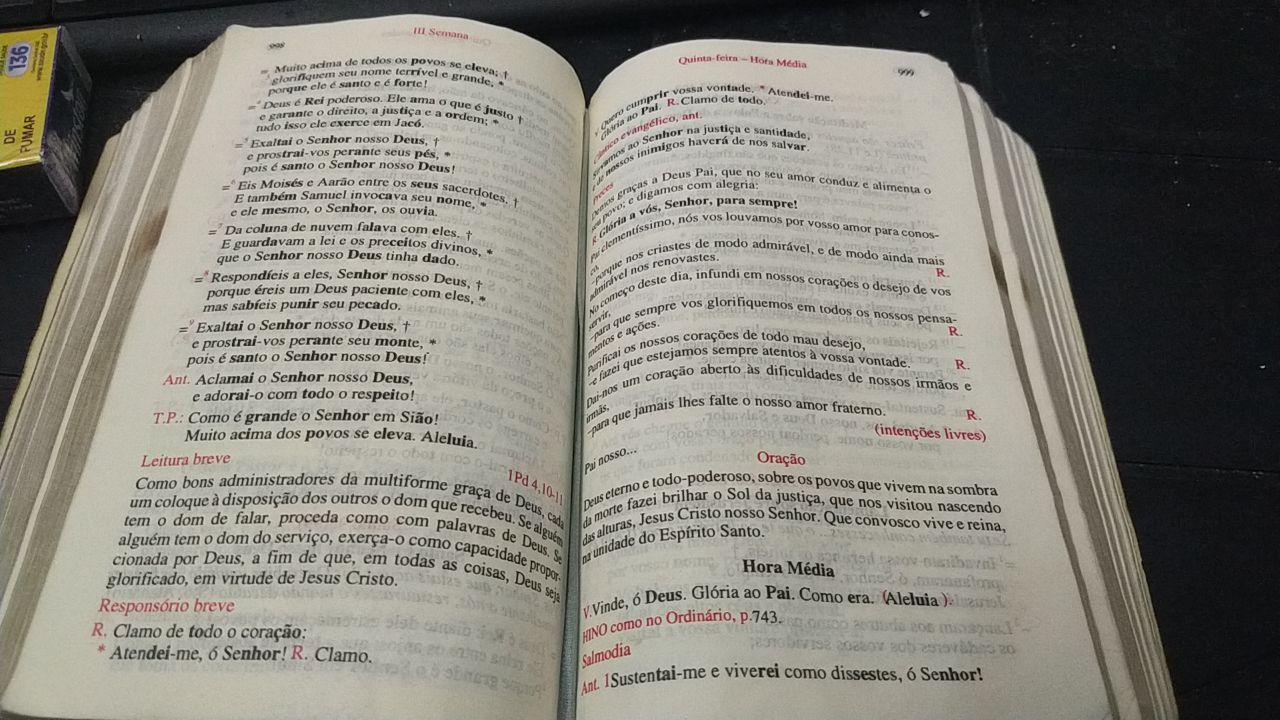 136
DE
FUMAR
998
III Semana
= Muito acima de todos os povos se eleva; †
glorifiquem seu nome terrível e grande, *
porque ele é santo e é forte!
=⁴ Deus é Rei poderoso. Ele ama o que é justo †
e garante o direito, a justiça e a ordem; *
tudo isso ele exerce em Jacó.
=⁵ Exaltai o Senhor nosso Deus, †
e prostrai-vos perante seus pés, *
pois é santo o Senhor nosso Deus!
=⁶ Eis Moisés e Aarão entre os seus sacerdotes. †
E também Samuel invocava seu nome, *
e ele mesmo, o Senhor, os ouvia.
=⁷ Da coluna de nuvem falava com eles. †
E guardavam a lei e os preceitos divinos, *
que o Senhor nosso Deus tinha dado.
=⁸ Respondíeis a eles, Senhor nosso Deus, †
porque éreis um Deus paciente com eles, *
mas sabíeis punir seu pecado.
=⁹ Exaltai o Senhor nosso Deus, †
e prostrai-vos perante seu monte, *
pois é santo o Senhor nosso Deus!
Ant. Aclamai o Senhor nosso Deus,
e adorai-o com todo o respeito!
T.P.: Como é grande o Senhor em Sião!
Muito acima dos povos se eleva. Aleluia.
Leitura breve 1Pd 4,10-11
Como bons administradores da multiforme graça de Deus, cada
um coloque à disposição dos outros o dom que recebeu. Se alguém
tem o dom de falar, proceda como com palavras de Deus. Se
alguém tem o dom do serviço, exerça-o como capacidade propor-
cionada por Deus, a fim de que, em todas as coisas, Deus seja
glorificado, em virtude de Jesus Cristo.
Responsório breve
R. Clamo de todo o coração:
* Atendei-me, ó Senhor! R. Clamo.
Quinta-feira – Hora Média
999
V. Quero cumprir vossa vontade. * Atendei-me.
Glória ao Pai. R. Clamo de todo.
Cântico evangélico, ant.
Sirvamos ao Senhor na justiça e santidade,
e de nossos inimigos haverá de nos salvar.
Preces
Demos graças a Deus Pai, que no seu amor conduz e alimenta o
seu povo; e digamos com alegria:
R. Glória a vós, Senhor, para sempre!
Pai clementíssimo, nós vos louvamos por vosso amor para conos-
co,
–porque nos criastes de modo admirável, e de modo ainda mais
admirável nos renovastes. R.
No começo deste dia, infundi em nossos corações o desejo de vos
servir,
–para que sempre vos glorifiquemos em todos os nossos pensa-
mentos e ações. R.
Purificai os nossos corações de todo mau desejo,
–e fazei que estejamos sempre atentos à vossa vontade. R.
Dai-nos um coração aberto às dificuldades de nossos irmãos e
irmãs,
–para que jamais lhes falte o nosso amor fraterno. R.
(intenções livres)
Pai nosso...
Oração
Deus eterno e todo-poderoso, sobre os povos que vivem na sombra
da morte fazei brilhar o Sol da justiça, que nos visitou nascendo
das alturas, Jesus Cristo nosso Senhor. Que convosco vive e reina,
na unidade do Espírito Santo.
Hora Média
V. Vinde, ó Deus. Glória ao Pai. Como era. (Aleluia).
HINO como no Ordinário, p.743.
Salmodia
Ant. 1 Sustentai-me e viverei como dissestes, ó Senhor!